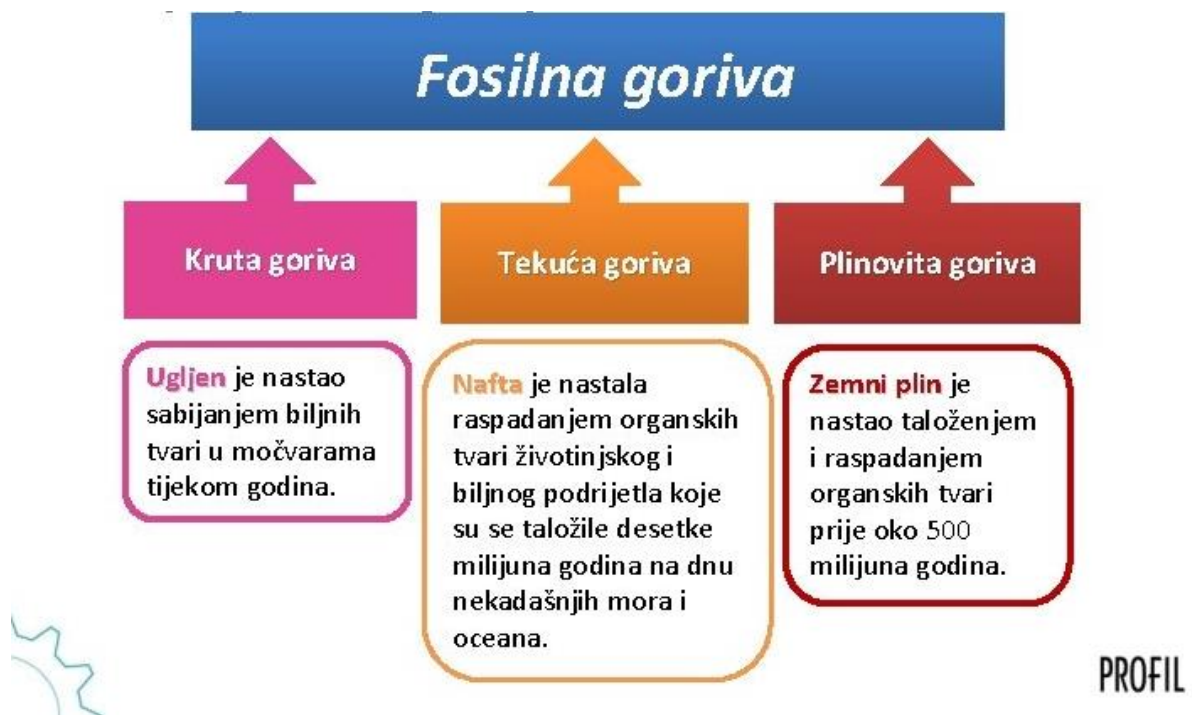 Fosilna goriva
Kruta goriva
Tekuća goriva
Plinovita goriva
Ugljen je nastao
sabijanjem biljnih
tvari u močvarama
tijekom godina.
Nafta je nastala
raspadanjem organskih
tvari životinjskog i
biljnog podrijetla koje
su se taložile desetke
milijuna godina na dnu
nekadašnjih mora i
oceana.
Zemni plin je
nastao taloženjem
i raspadanjem
organskih tvari
prije oko 500
milijuna godina.
PROFIL